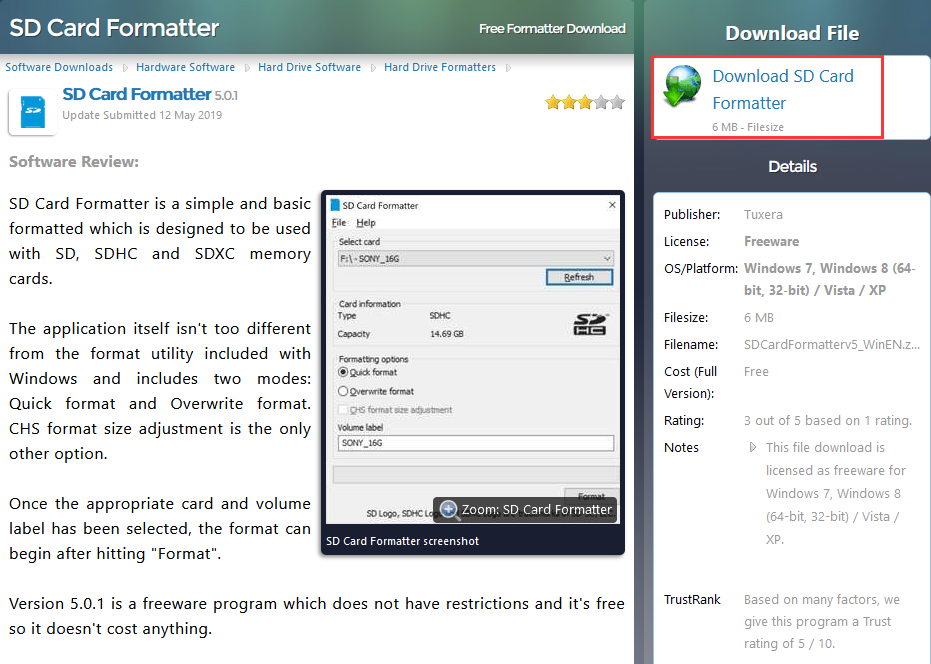 SD Card Formatter
Free Formatter Download
Software Downloads
Hardware Software
Hard Drive Software
Hard Drive Formatters
SD Card Formatter 5.0.1
Update Submitted 12 May 2019
Software Review:
SD Card Formatter is a simple and basic
formatted which is designed to be used
with SD, SDHC and SDXC memory
cards.
The application itself isn't too different
from the format utility included with
Windows and includes two modes:
Quick format and Overwrite format.
CHS format size adjustment is the only
other option.
Once the appropriate card and volume
label has been selected, the format can
begin after hitting "Format".
SD Card Formatter
File Help
Select card
F:\ - SONY_16G
Refresh
Card information
Type SDHC
Capacity 14.69 GB
SD
HC
Formatting options
Quick format
Overwrite format
CHS format size adjustment
Volume label
SONY_16G
Format
SD Logo, SDHC Lo
Zoom: SD Card Formatter
SD Card Formatter screenshot
Version 5.0.1 is a freeware program which does not have restrictions and it's free
so it doesn't cost anything.
Download File
Download SD Card
Formatter
6 MB - Filesize
Details
Publisher: Tuxera
License: Freeware
OS/Platform: Windows 7, Windows 8 (64-
bit, 32-bit) / Vista / XP
Filesize: 6 MB
Filename: SDCardFormatterv5_WinEN.z...
Cost (Full Free
Version):
Rating: 3 out of 5 based on 1 rating.
Notes This file download is
licensed as freeware for
Windows 7, Windows 8
(64-bit, 32-bit) / Vista /
XP.
TrustRank Based on many factors, we
give this program a Trust
rating of 5 / 10.